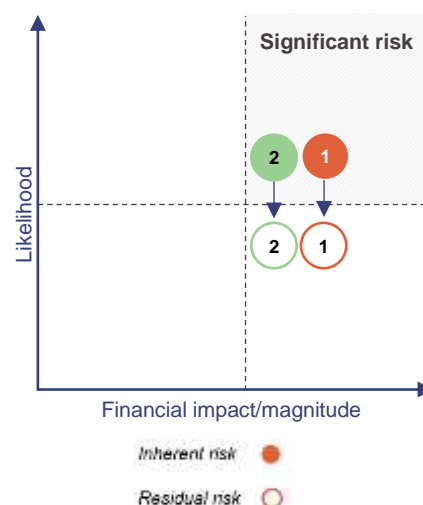 Significant risk
2 1
2 1
Likelihood
Financial impact/magnitude
Inherent risk
Residual risk